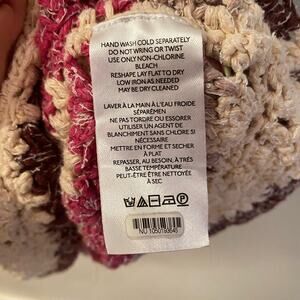 HAND WASH COLD SEPARATELY
DO NOT WRING OR TWIST
USE ONLY NON-CHLORINE
BLEACH
RESHAPE LAY FLAT TO DRY
LOW IRON AS NEEDED
MAY BE DRY CLEANED
LAVER À LA MAIN À L'EAU FROIDE
SÉPARÉMEN
NE PAS TORDRE OU ESSORER
UTILISER UN AGENT DE
BLANCHIMENT SANS CHLORE SI
NÉCESSAIRE
METTRE EN FORME ET SECHER
À PLAT
REPASSER, AU BESOIN, À TRÈS
BASSE TEMPÉRATURE
PEUT-ÊTRE ÊTRE NETTOYÉE
À SEC
NU 1050193645